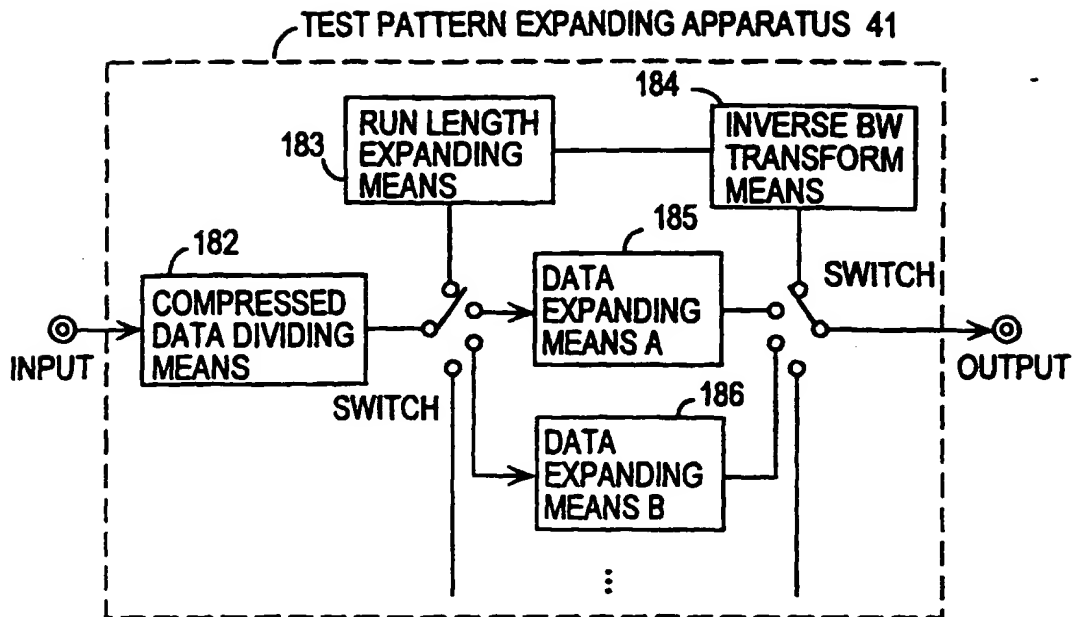 TEST PATTERN EXPANDING APPARATUS 41
183
RUN LENGTH
EXPANDING
MEANS
184
INVERSE BW
TRANSFORM
MEANS
182
COMPRESSED
DATA DIVIDING
MEANS
INPUT
SWITCH
185
DATA
EXPANDING
MEANS A
186
DATA
EXPANDING
MEANS B
...
SWITCH
OUTPUT